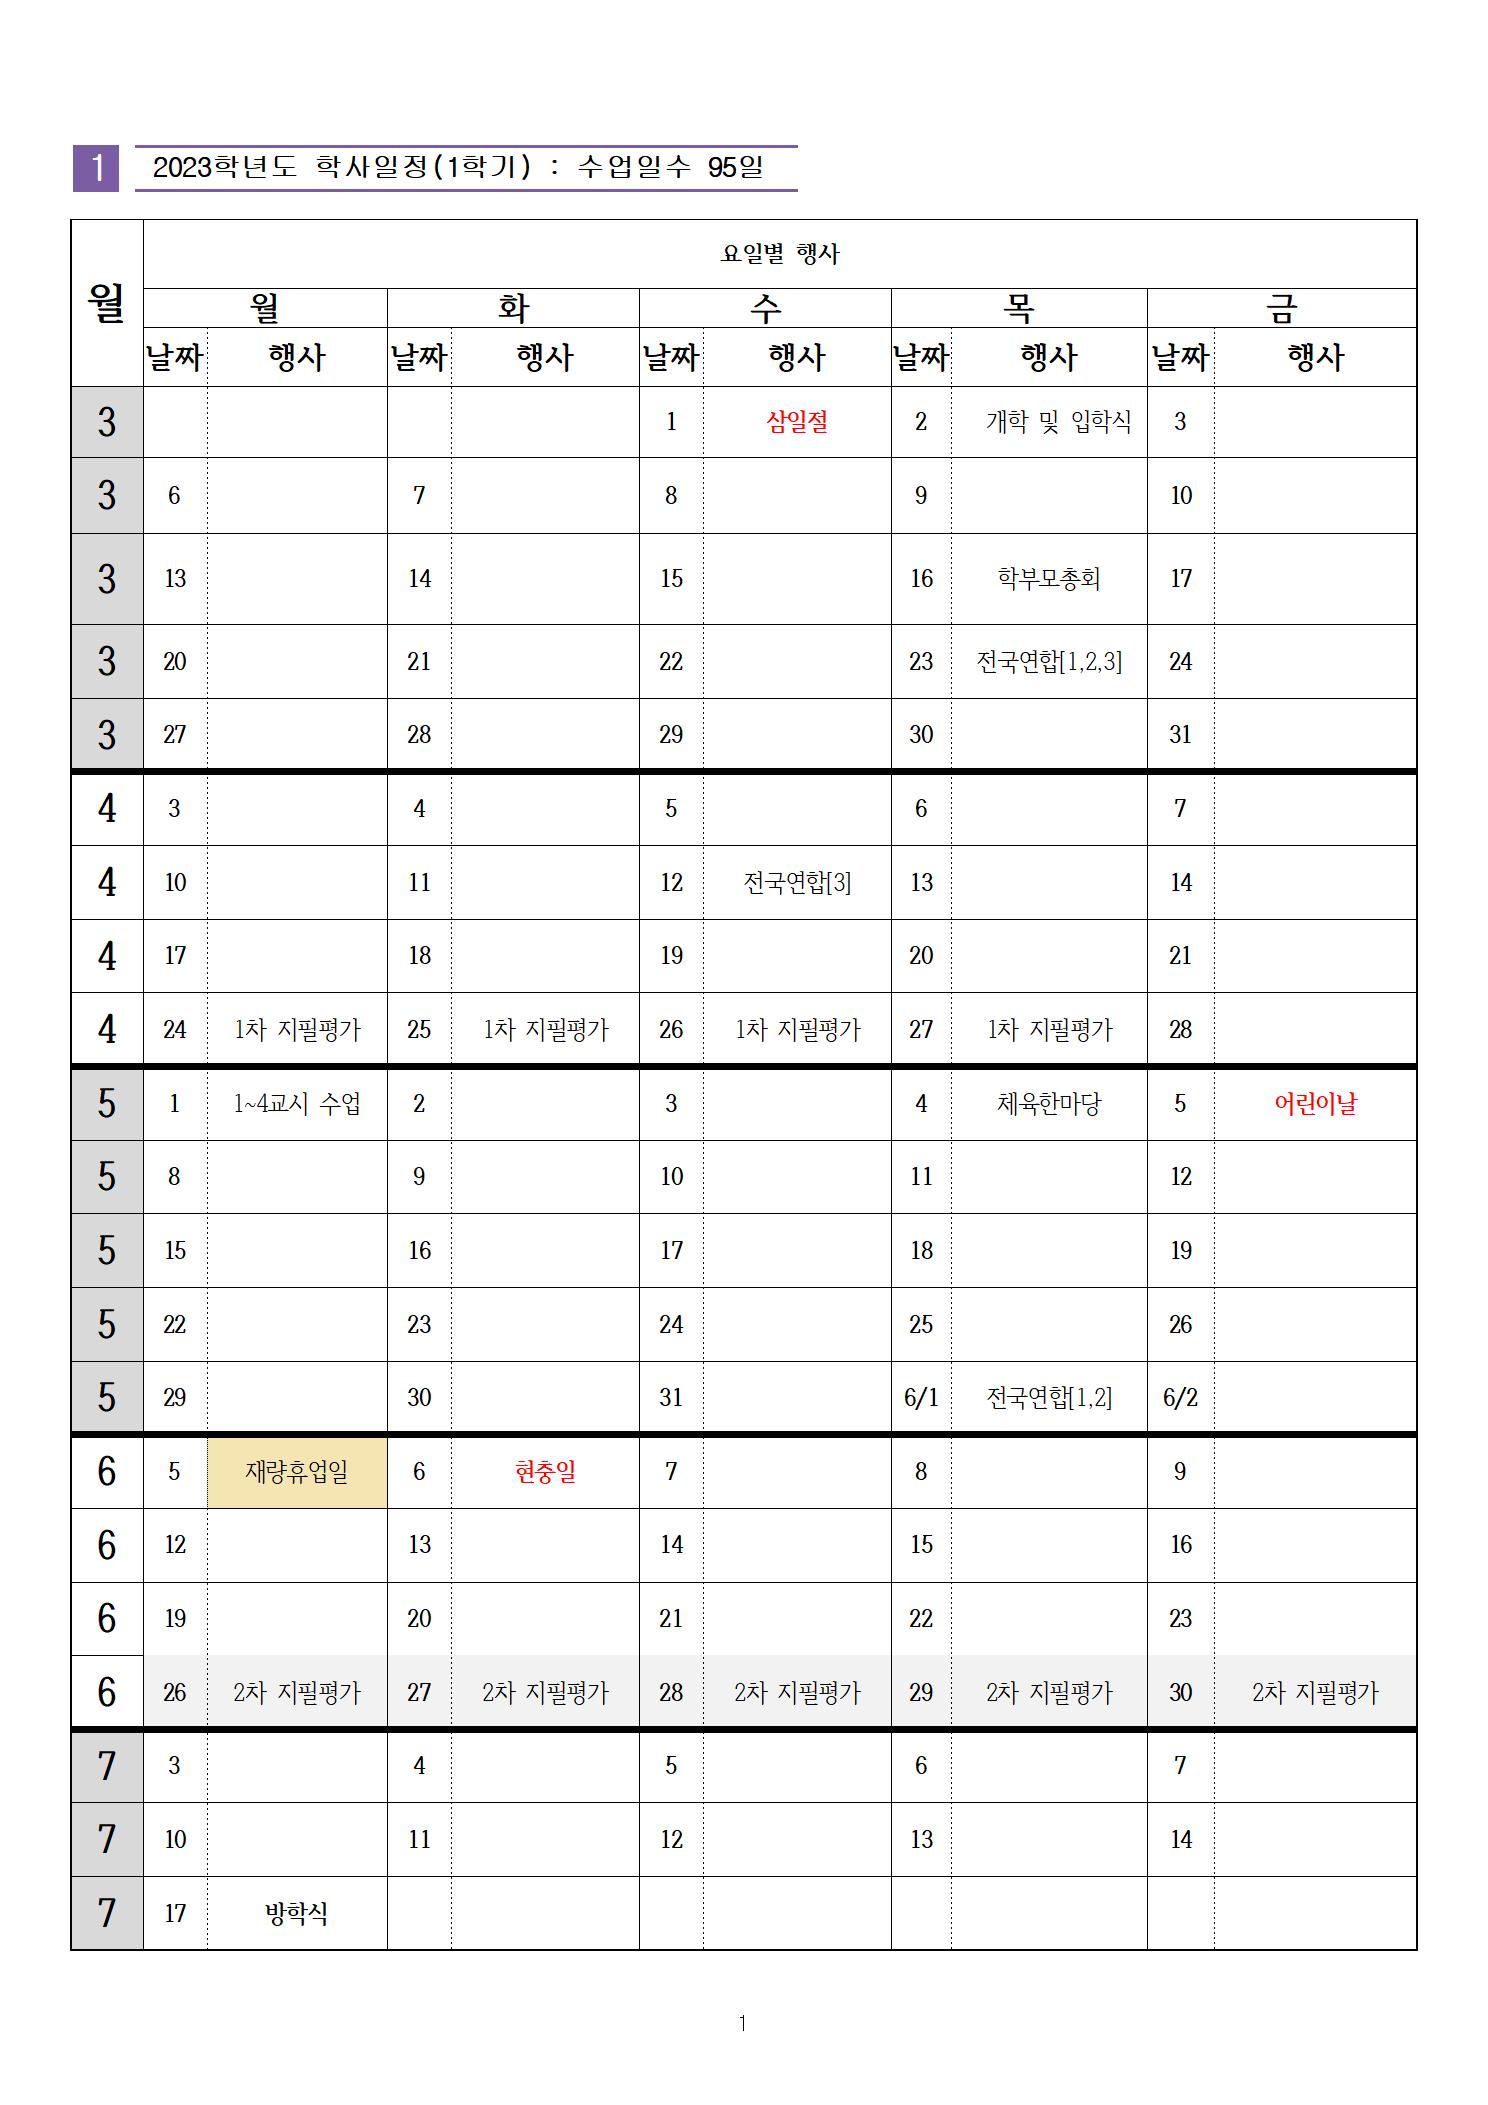 1 2023학년도 학사일정(1학기) : 수업일수 95일
월 요일별 행사
월 화 수 목 금
날짜 행사 날짜 행사 날짜 행사 날짜 행사 날짜 행사
3 1 삼일절 2 개학 및 입학식 3
3 6 7 8 9 10
3 13 14 15 16 학부모총회 17
3 20 21 22 23 전국연합[1,2,3] 24
3 27 28 29 30 31
4 3 4 5 6 7
4 10 11 12 전국연합[3] 13 14
4 17 18 19 20 21
4 24 1차 지필평가 25 1차 지필평가 26 1차 지필평가 27 1차 지필평가 28
5 1 1~4교시 수업 2 3 4 체육한마당 5 어린이날
5 8 9 10 11 12
5 15 16 17 18 19
5 22 23 24 25 26
5 29 30 31 6/1 전국연합[1,2] 6/2
6 5 재량휴업일 6 현충일 7 8 9
6 12 13 14 15 16
6 19 20 21 22 23
6 26 2차 지필평가 27 2차 지필평가 28 2차 지필평가 29 2차 지필평가 30 2차 지필평가
7 3 4 5 6 7
7 10 11 12 13 14
7 17 방학식
1